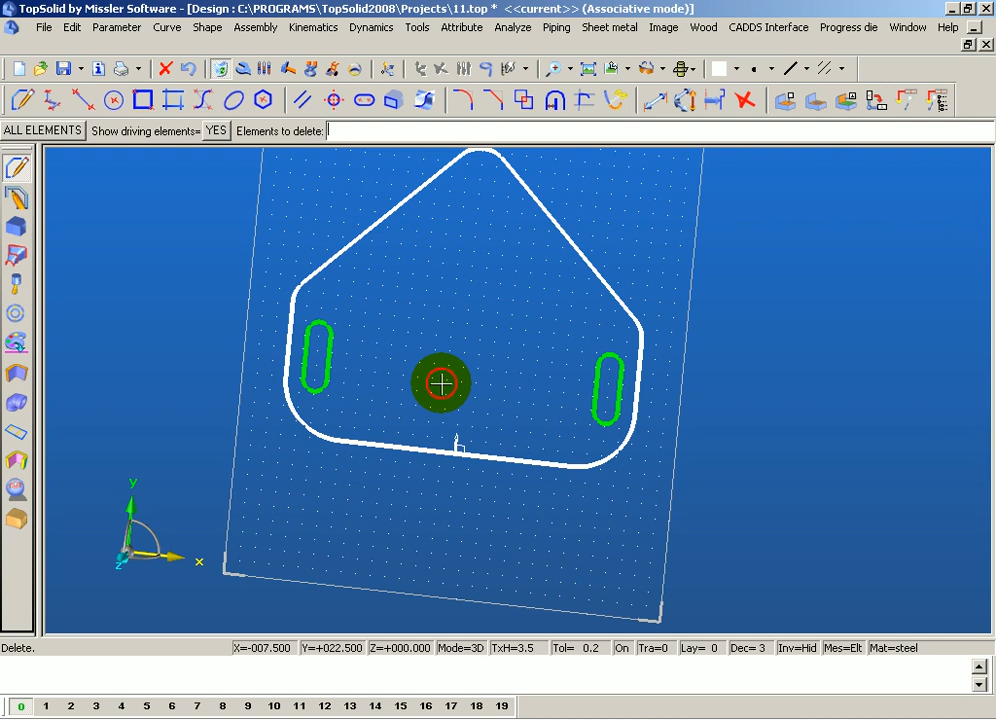 TopSolid by Missler Software - [Design : C:\PROGRAMS\TopSolid2008\Projects\11.top *  <<current>> (Associative mode)]
File Edit Parameter Curve Shape Assembly Kinematics Dynamics Tools Attribute Analyze Piping Sheet metal Image Wood CADDS Interface Progress die Window Help
ALL ELEMENTS Show driving elements= YES Elements to delete:
y
x
z
Delete. X=-007.500 Y=+022.500 Z=+000.000 Mode=3D TxH=3.5 Tol= 0.2 On Tra=0 Lay= 0 Dec= 3 Inv=Hid Mes=Elt Mat=steel
0 1 2 3 4 5 6 7 8 9 10 11 12 13 14 15 16 17 18 19